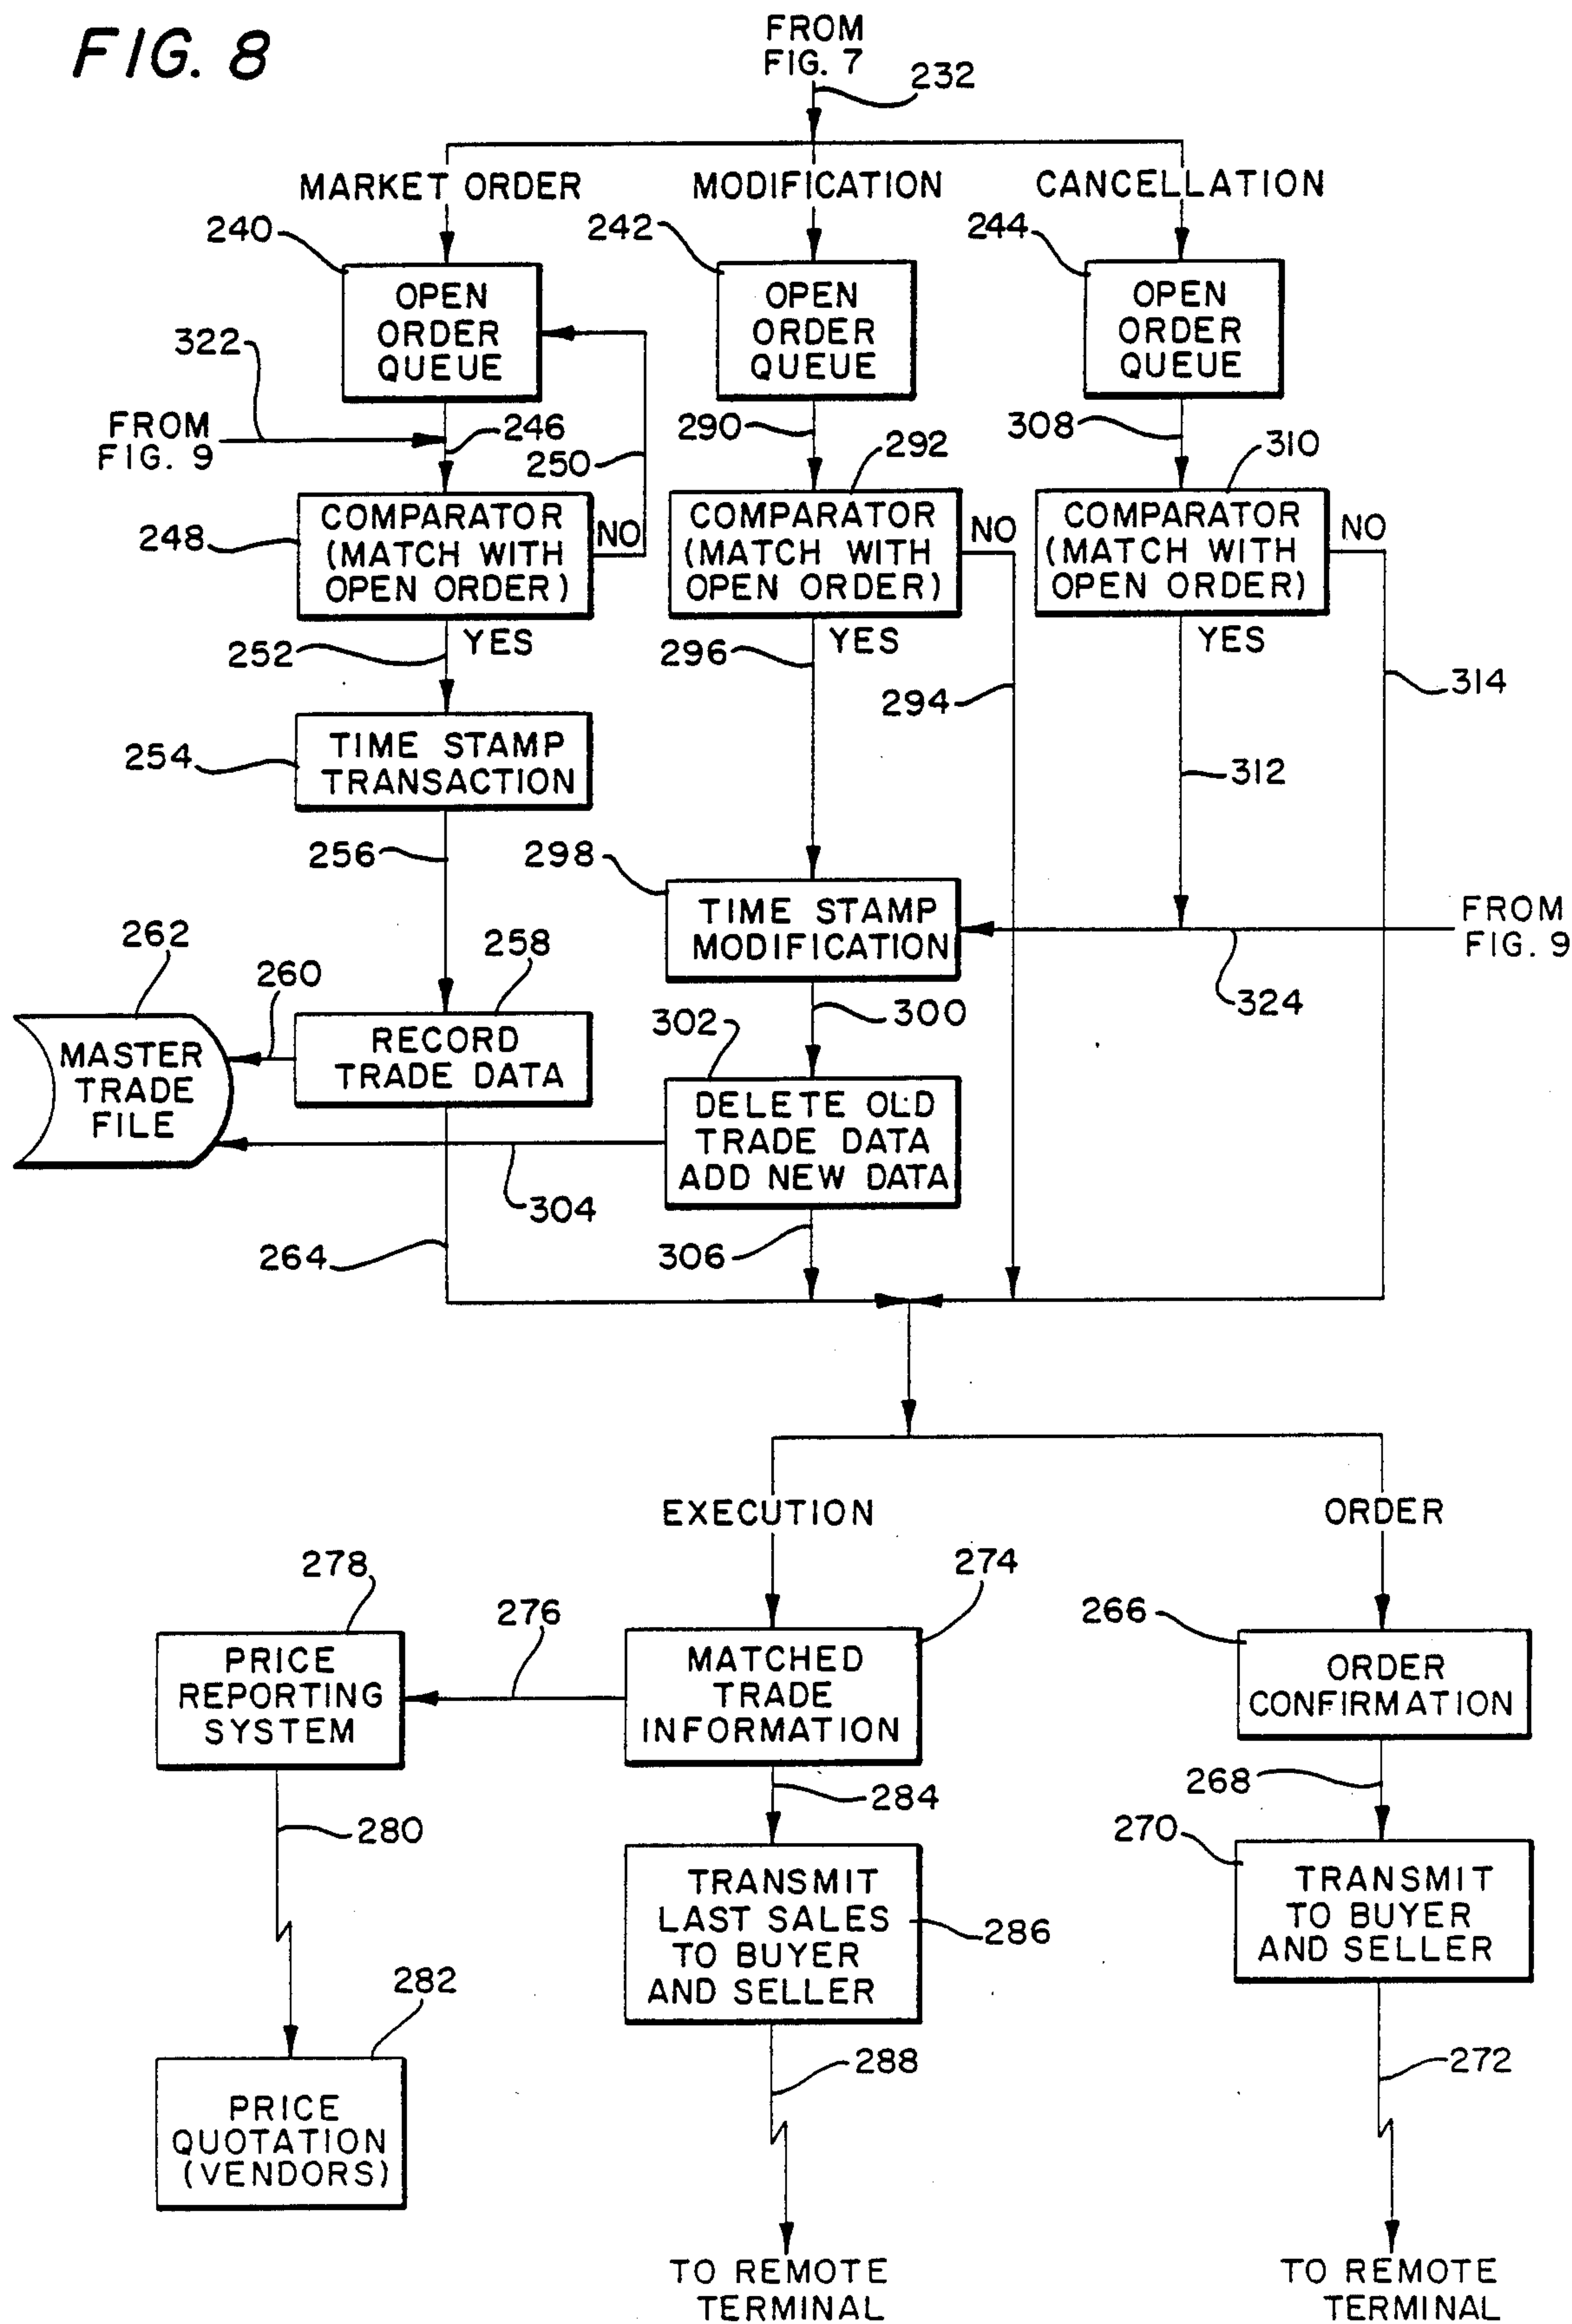 FIG. 8
FROM
FIG. 7
232
MARKET ORDER
MODIFICATION
CANCELLATION
240
242
244
OPEN
ORDER
QUEUE
OPEN
ORDER
QUEUE
OPEN
ORDER
QUEUE
322
FROM
FIG. 9
246
250
290
292
308
310
248
COMPARATOR
(MATCH WITH
OPEN ORDER)
NO
COMPARATOR
(MATCH WITH
OPEN ORDER)
NO
COMPARATOR
(MATCH WITH
OPEN ORDER)
NO
252
YES
296
YES
294
YES
314
254
TIME STAMP
TRANSACTION
312
256
298
TIME STAMP
MODIFICATION
FROM
FIG. 9
324
262
260
258
300
302
MASTER
TRADE
FILE
RECORD
TRADE DATA
DELETE OLD
TRADE DATA
ADD NEW DATA
304
264
306
EXECUTION
ORDER
278
276
274
266
PRICE
REPORTING
SYSTEM
MATCHED
TRADE
INFORMATION
ORDER
CONFIRMATION
280
284
268
270
TRANSMIT
LAST SALES
TO BUYER
AND SELLER
286
TRANSMIT
TO BUYER
AND SELLER
282
288
272
PRICE
QUOTATION
(VENDORS)
TO REMOTE
TERMINAL
TO REMOTE
TERMINAL